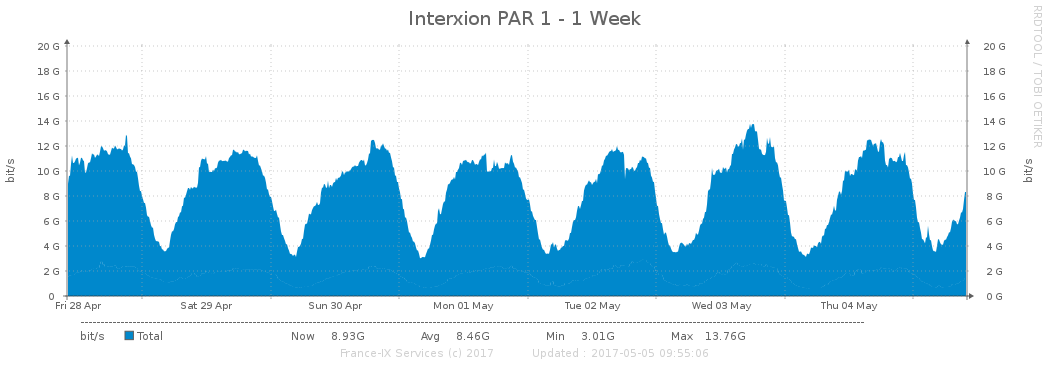 Interxion PAR 1 - 1 Week
RRDTOOL / TOBI OETIKER
bit/s
20 G 20 G
18 G 18 G
16 G 16 G
14 G 14 G
12 G 12 G
10 G 10 G
8 G 8 G
6 G 6 G
4 G 4 G
2 G 2 G
0 0 G
bit/s
Fri 28 Apr Sat 29 Apr Sun 30 Apr Mon 01 May Tue 02 May Wed 03 May Thu 04 May
bit/s Total Now 8.93G Avg 8.46G Min 3.01G Max 13.76G
France-IX Services (c) 2017 Updated : 2017-05-05 09:55:06